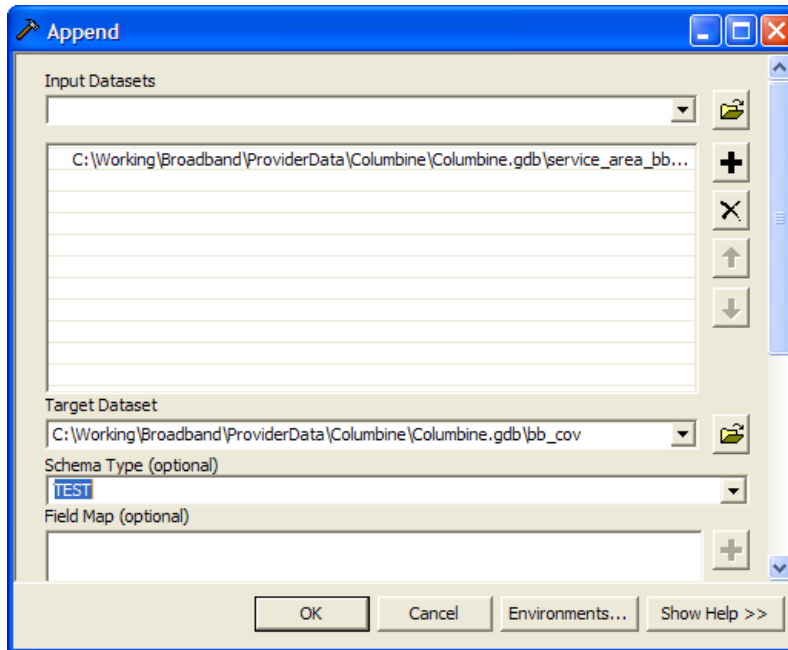 Append
Input Datasets
C:\Working\Broadband\ProviderData\Columbine\Columbine.gdb\service_area_bb...
Target Dataset
C:\Working\Broadband\ProviderData\Columbine\Columbine.gdb\bb_cov
Schema Type (optional)
TEST
Field Map (optional)
OK Cancel Environments... Show Help >>